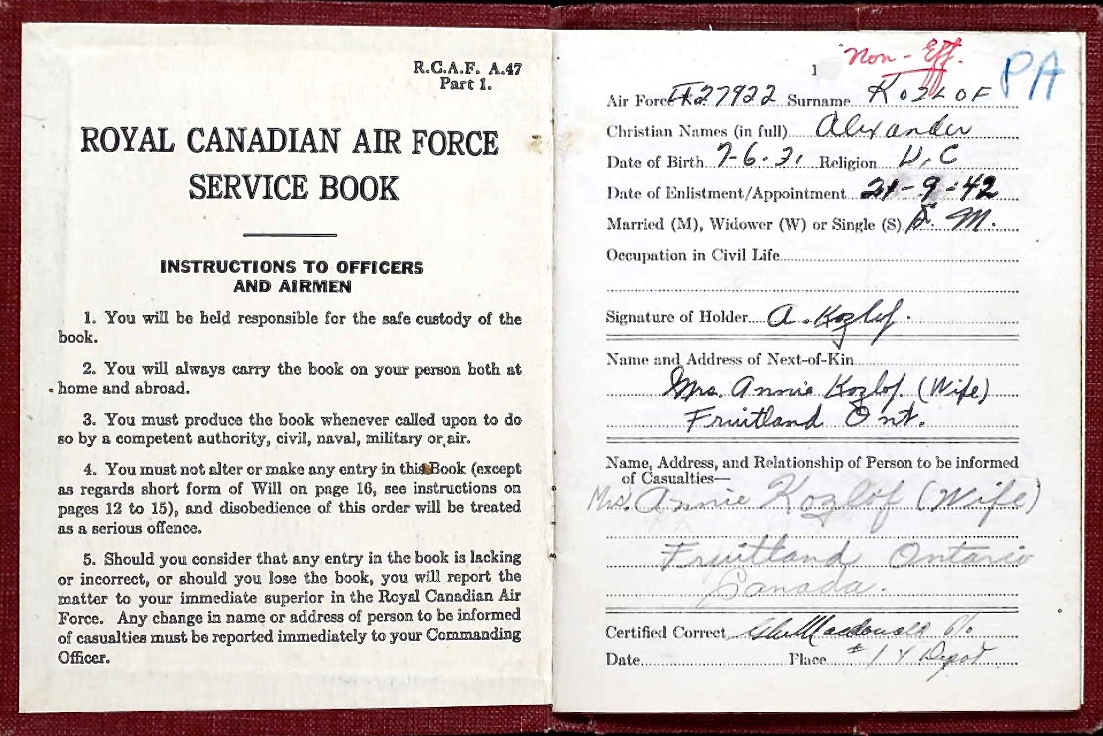 R.C.A.F. A.47
Part 1.
ROYAL CANADIAN AIR FORCE
SERVICE BOOK
INSTRUCTIONS TO OFFICERS
AND AIRMEN
1. You will be held responsible for the safe custody of the
book.
2. You will always carry the book on your person both at
home and abroad.
3. You must produce the book whenever called upon to do
so by a competent authority, civil, naval, military or air.
4. You must not alter or make any entry in this Book (except
as regards short form of Will on page 16, see instructions on
pages 12 to 15), and disobedience of this order will be treated
as a serious offence.
5. Should you consider that any entry in the book is lacking
or incorrect, or should you lose the book, you will report the
matter to your immediate superior in the Royal Canadian Air
Force. Any change in name or address of person to be informed
of casualties must be reported immediately to your Commanding
Officer.
Non-Eff.
PA
1
Air Force 27922 Surname KOZLOF
Christian Names (in full) Alexander
Date of Birth Religion U.C
Date of Enlistment/Appointment -9-42
Married (M), Widower (W) or Single (S) M.
Occupation in Civil Life
Signature of Holder A. Kozlof.
Name and Address of Next-of-Kin
Mrs. Annie Kozlof (Wife)
Fruitland Ont.
Name, Address, and Relationship of Person to be informed
of Casualties—
Mrs. Annie Kozlof (Wife)
Fruitland Ontario
Canada.
Certified Correct Macdonald
Date Place Depot